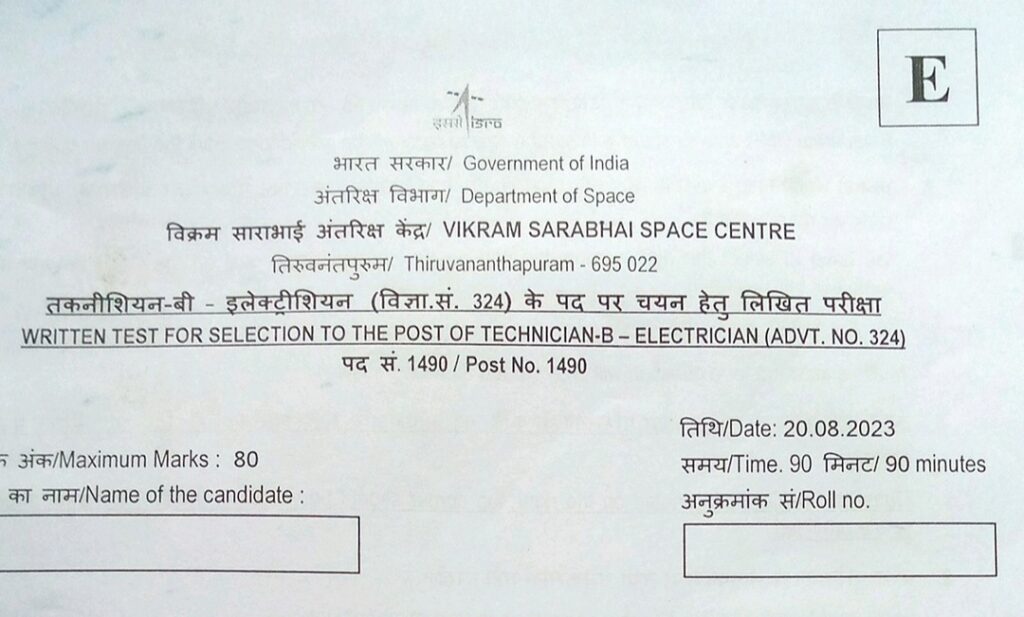 E
इसरो isro
भारत सरकार/ Government of India
अंतरिक्ष विभाग/ Department of Space
विक्रम साराभाई अंतरिक्ष केंद्र/ VIKRAM SARABHAI SPACE CENTRE
तिरुवनंतपुरुम/ Thiruvananthapuram - 695 022
तकनीशियन-बी - इलेक्ट्रीशियन (विज्ञा.सं. 324) के पद पर चयन हेतु लिखित परीक्षा
WRITTEN TEST FOR SELECTION TO THE POST OF TECHNICIAN-B – ELECTRICIAN (ADVT. NO. 324)
पद सं. 1490 / Post No. 1490
तिथि/Date: 20.08.2023
अंक/Maximum Marks : 80
समय/Time. 90 मिनट/ 90 minutes
का नाम/Name of the candidate :
अनुक्रमांक सं/Roll no.